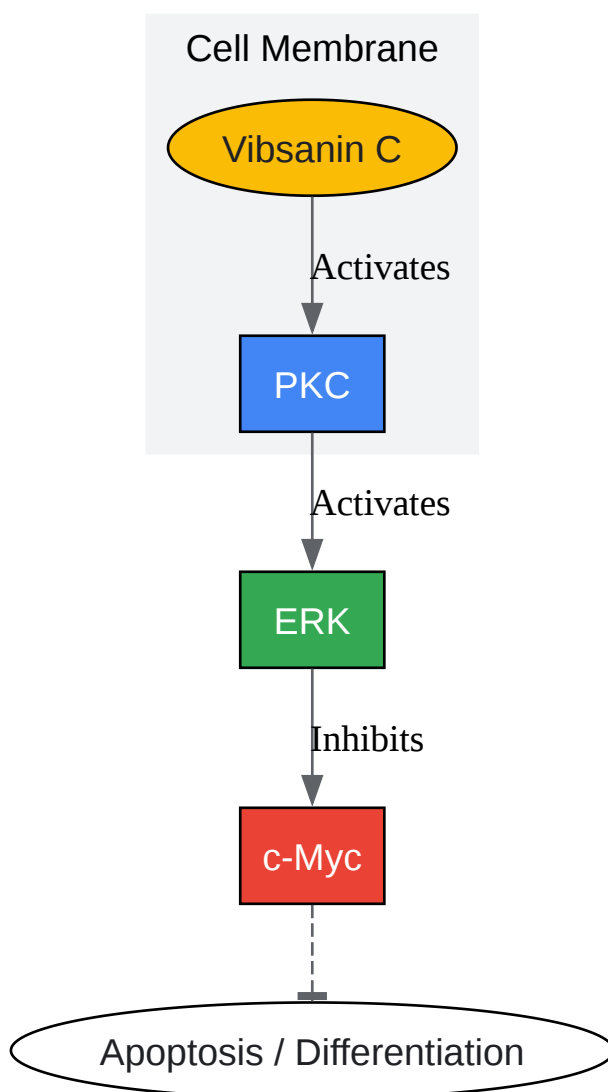 Cell Membrane
Vibsanin C
Activates
PKC
Activates
ERK
Inhibits
c-Myc
Apoptosis / Differentiation